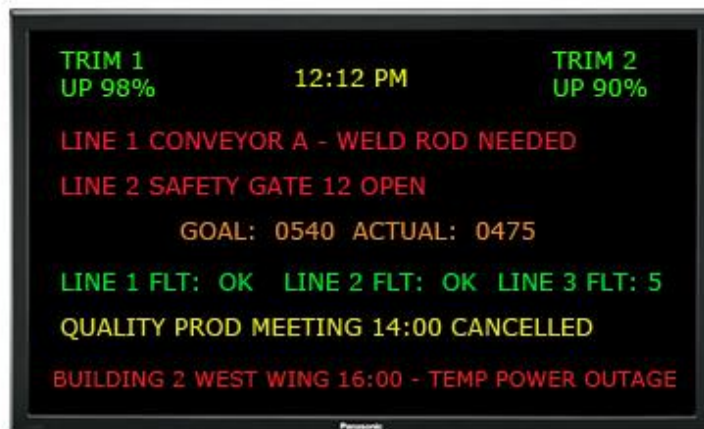 TRIM 1
UP 98%
12:12 PM
TRIM 2
UP 90%
LINE 1 CONVEYOR A - WELD ROD NEEDED
LINE 2 SAFETY GATE 12 OPEN
GOAL: 0540 ACTUAL: 0475
LINE 1 FLT: OK LINE 2 FLT: OK LINE 3 FLT: 5
QUALITY PROD MEETING 14:00 CANCELLED
BUILDING 2 WEST WING 16:00 - TEMP POWER OUTAGE
Panasonic